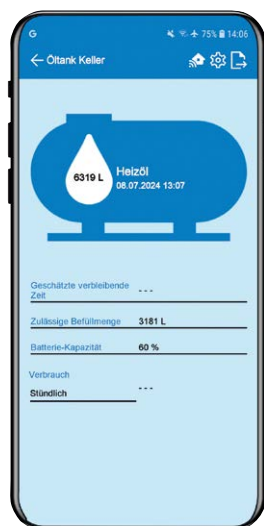 G 75% 14:06
← Öltank Keller
6319 L
Heizöl
08.07.2024 13:07
Geschätzte verbleibende
Zeit
- - -
Zulässige Befüllmenge 3181 L
Batterie-Kapazität 60 %
Verbrauch
Stündlich - - -